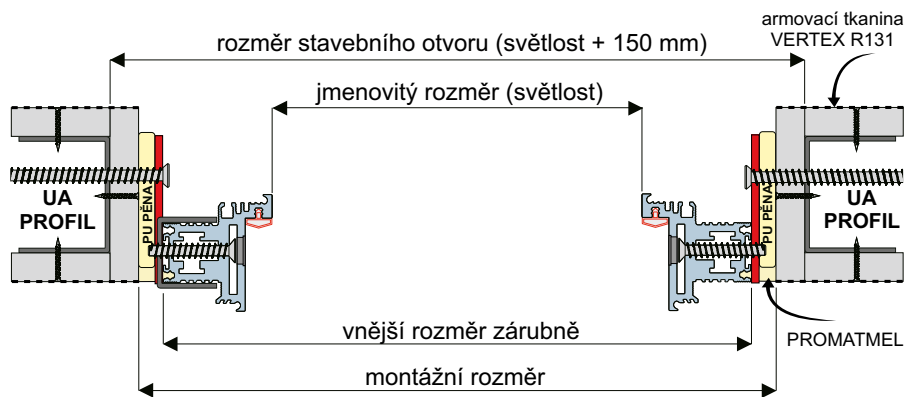 armovací tkanina
VERTEX R131
rozměr stavebního otvoru (světlost + 150 mm)
jmenovitý rozměr (světlost)
UA
PROFIL
PU PĚNA
PU PĚNA
UA
PROFIL
vnější rozměr zárubně
PROMATMEL
montážní rozměr